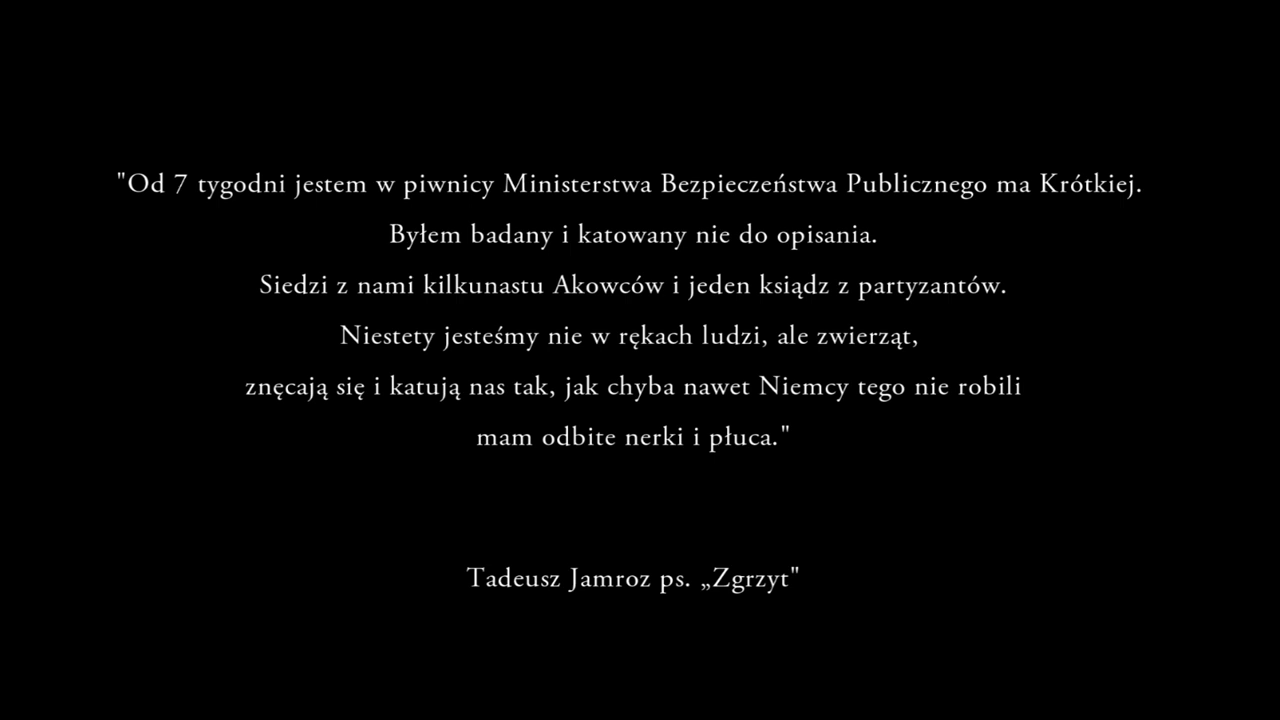 "Od 7 tygodni jestem w piwnicy Ministerstwa Bezpieczeństwa Publicznego ma Krótkiej.
Byłem badany i katowany nie do opisania.
Siedzi z nami kilkunastu Akowców i jeden ksiądz z partyzantów.
Niestety jesteśmy nie w rękach ludzi, ale zwierząt,
znęcają się i katują nas tak, jak chyba nawet Niemcy tego nie robili
mam odbite nerki i płuca."
Tadeusz Jamroz ps. „Zgrzyt"